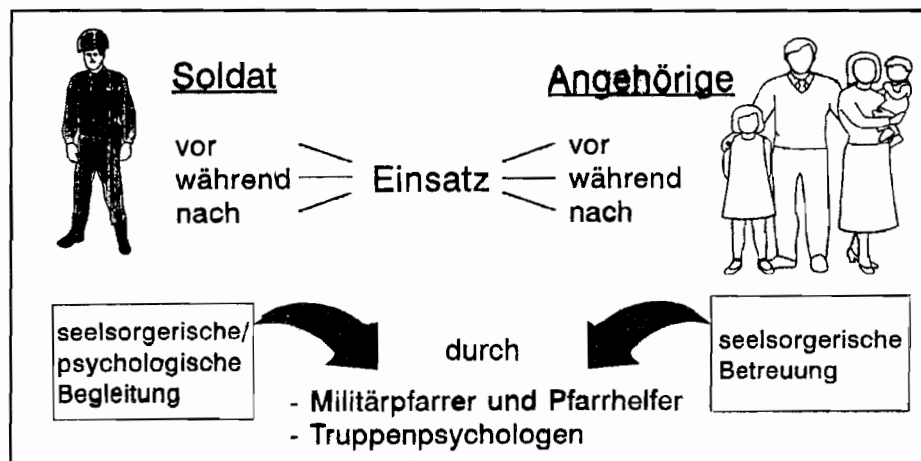 Soldat
Angehörige
vor
während
nach
Einsatz
vor
während
nach
seelsorgerische/
psychologische
Begleitung
durch
- Militärpfarrer und Pfarrhelfer
- Truppenpsychologen
seelsorgerische
Betreuung